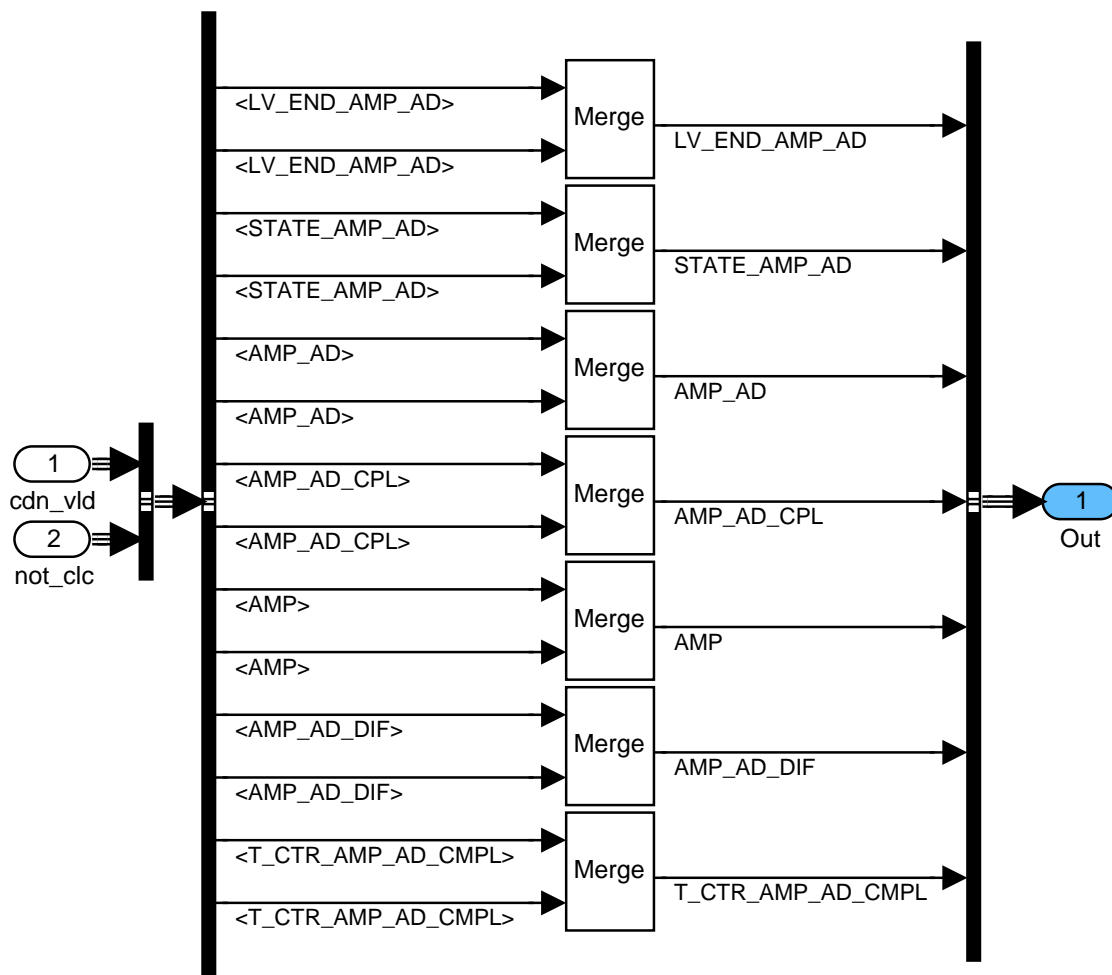 <LV_END_AMP_AD>
Merge
LV_END_AMP_AD
<LV_END_AMP_AD>
<STATE_AMP_AD>
Merge
STATE_AMP_AD
<STATE_AMP_AD>
<AMP_AD>
Merge
AMP_AD
<AMP_AD>
1
cdn_vld
2
not_clc
<AMP_AD_CPL>
Merge
AMP_AD_CPL
<AMP_AD_CPL>
1
Out
<AMP>
Merge
AMP
<AMP>
<AMP_AD_DIF>
Merge
AMP_AD_DIF
<AMP_AD_DIF>
<T_CTR_AMP_AD_CMPL>
Merge
T_CTR_AMP_AD_CMPL
<T_CTR_AMP_AD_CMPL>